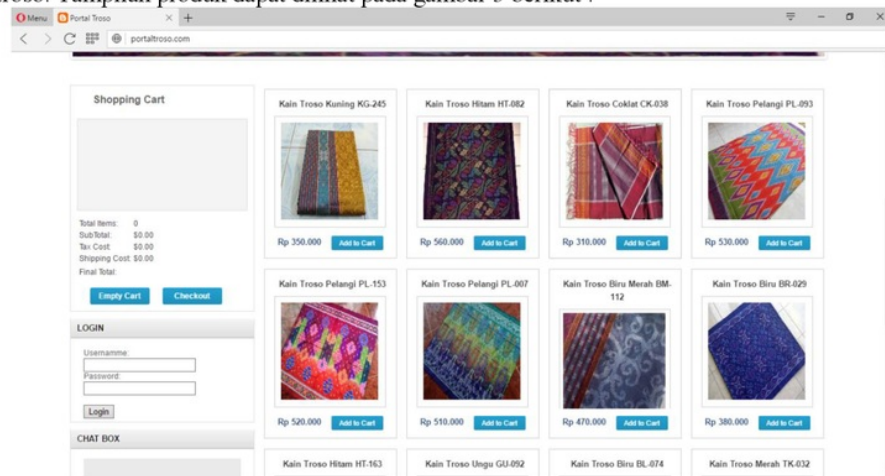 troso. Tampilan produk dapat dilihat pada gambar 5 berikut :
Menu
Portal Troso
portaltroso.com
Shopping Cart
Total Items: 0
SubTotal: $0.00
Tax Cost: $0.00
Shipping Cost: $0.00
Final Total:
Empty Cart Checkout
LOGIN
Usernamme:
Password:
Login
CHAT BOX
Kain Troso Kuning KG-245
Rp 350.000 Add to Cart
Kain Troso Hitam HT-082
Rp 560.000 Add to Cart
Kain Troso Coklat CK-038
Rp 310.000 Add to Cart
Kain Troso Pelangi PL-093
Rp 530.000 Add to Cart
Kain Troso Pelangi PL-153
Rp 520.000 Add to Cart
Kain Troso Pelangi PL-007
Rp 510.000 Add to Cart
Kain Troso Biru Merah BM-
112
Rp 470.000 Add to Cart
Kain Troso Biru BR-029
Rp 380.000 Add to Cart
Kain Troso Hitam HT-163
Kain Troso Ungu GU-092
Kain Troso Biru BL-074
Kain Troso Merah TK-032